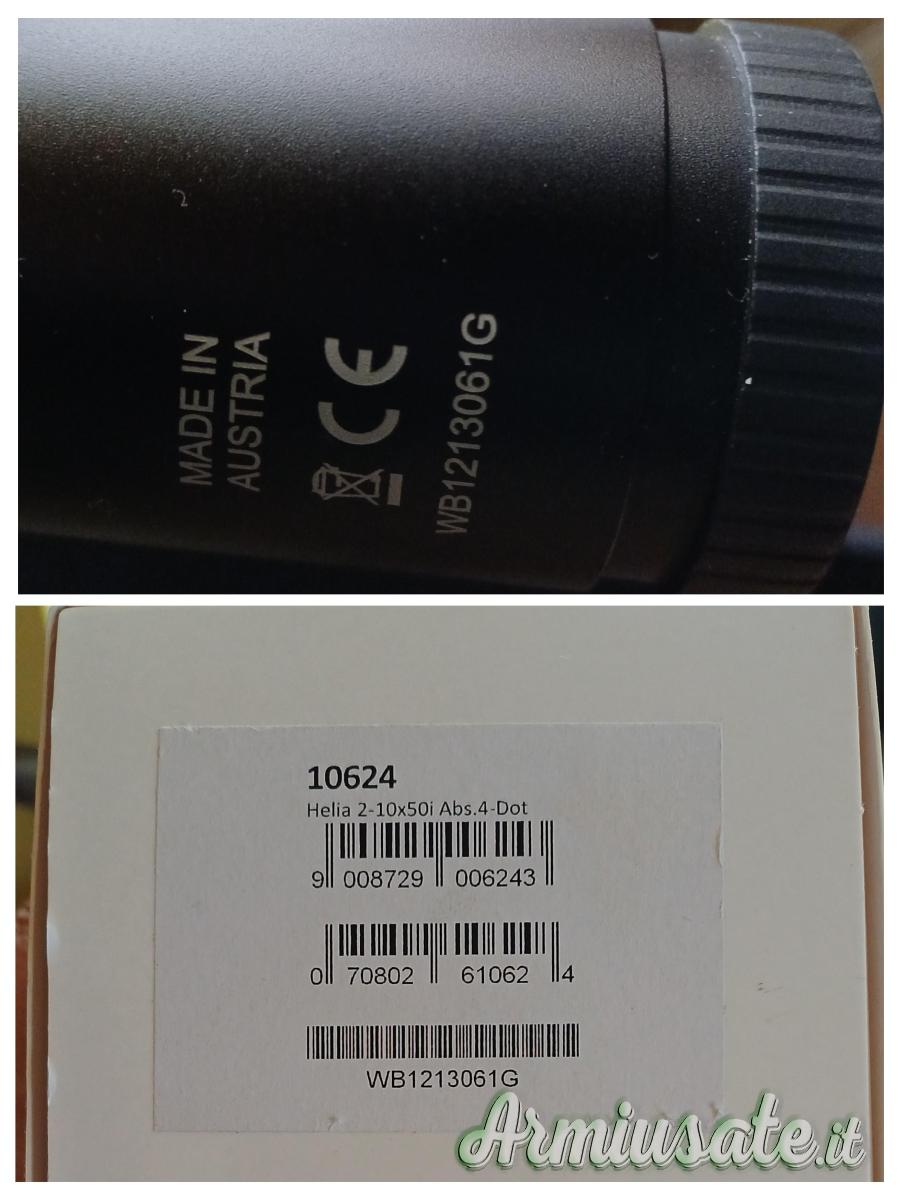 MADE IN
AUSTRIA
CE
WB1213061G
10624
Helia 2-10x50i Abs.4-Dot
9 008729 006243
0 70802 61062 4
WB1213061G
Armiusate.it